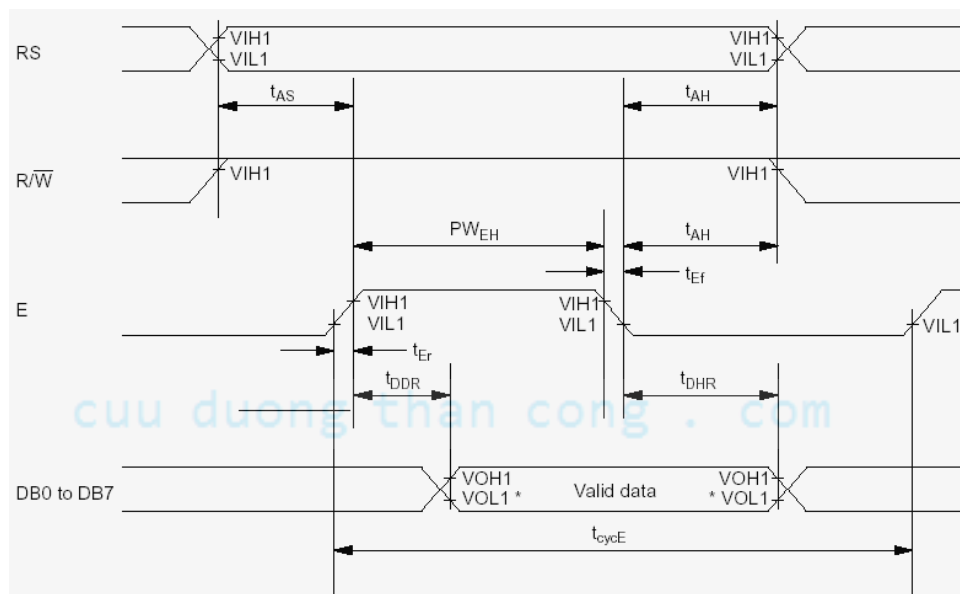 RS
VIH1
VIL1
VIH1
VIL1
tAS
tAH
R/W̅
VIH1
VIH1
PWEH
tAH
tEf
E
VIH1
VIL1
VIH1
VIL1
VIL1
tEr
tDDR
tDHR
cuu duong than cong . com
DB0 to DB7
VOH1
VOL1 *
Valid data
VOH1
* VOL1
tcycE